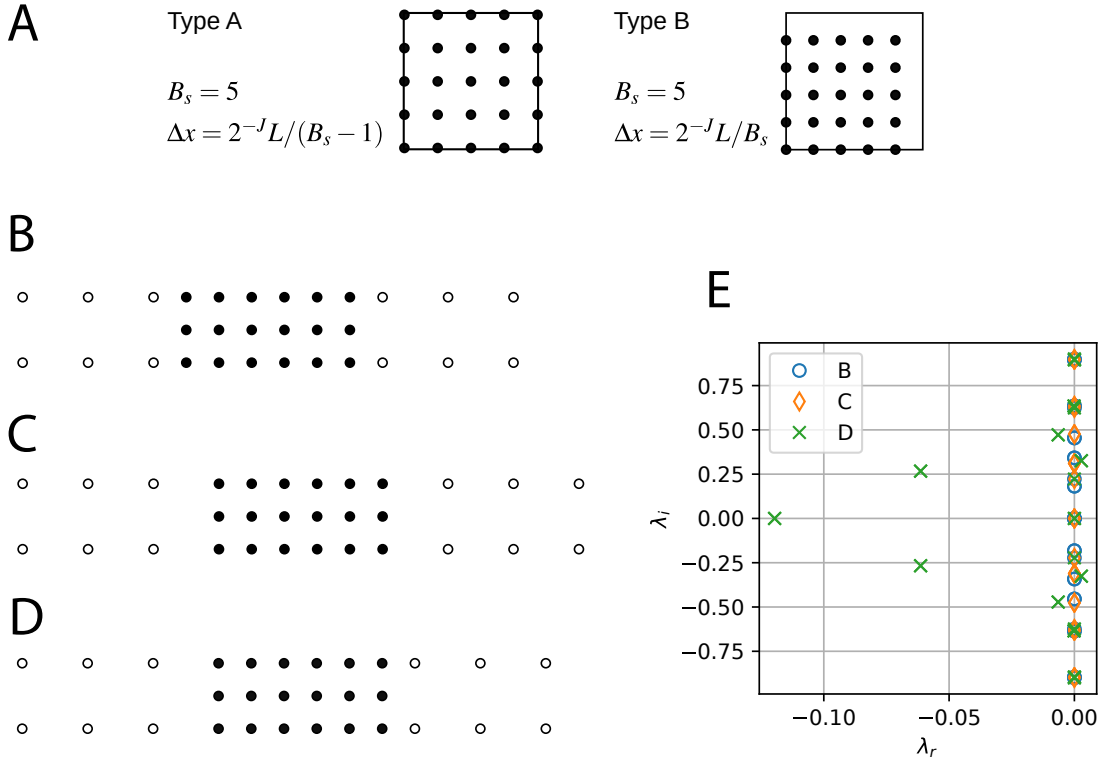 A
Type A
B_s = 5
Δx = 2^{−J}L/(B_s − 1)
Type B
B_s = 5
Δx = 2^{−J}L/B_s
B
C
D
E
B
C
D
0.75
0.50
0.25
0.00
−0.25
−0.50
−0.75
λ_i
−0.10
−0.05
0.00
λ_r